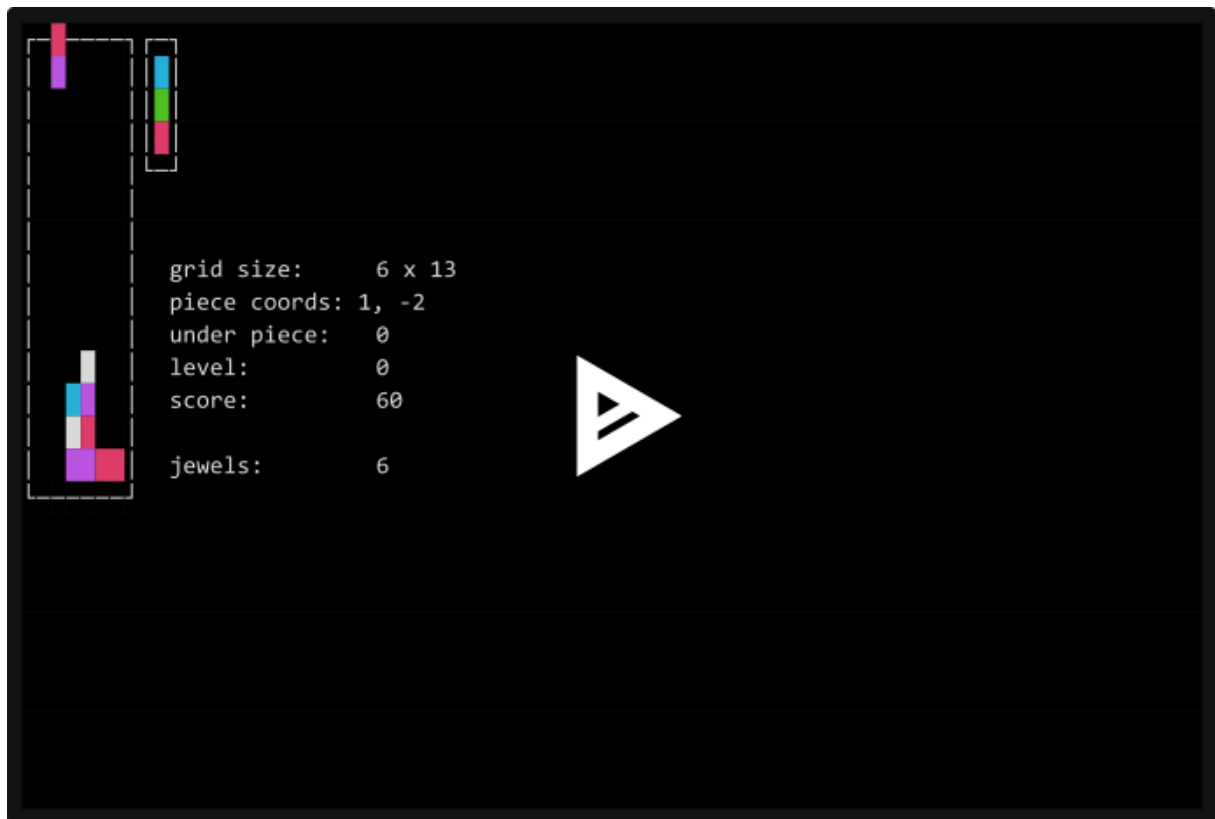 grid size: 6 x 13
piece coords: 1, -2
under piece: 0
level: 0
score: 60
jewels: 6